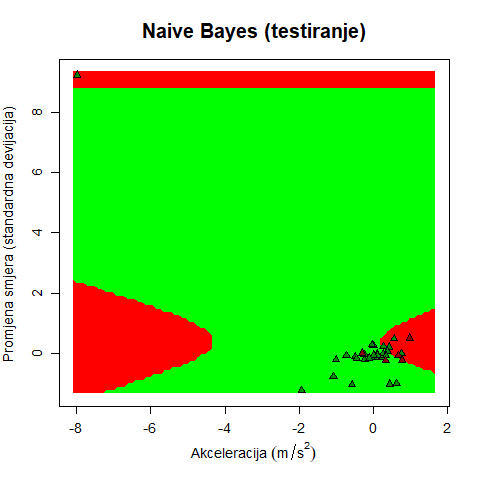 Naive Bayes (testiranje)
Promjena smjera (standardna devijacija)
8
6
4
2
0
-8 -6 -4 -2 0 2
Akceleracija (m/s²)